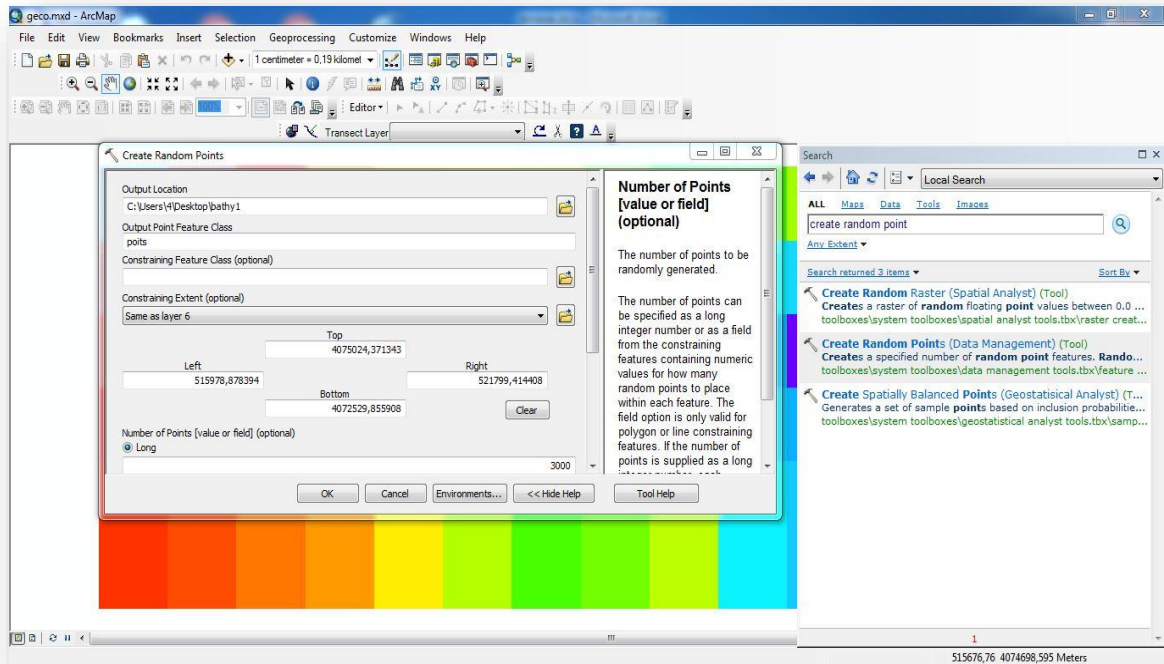 geco.mxd - ArcMap
File Edit View Bookmarks Insert Selection Geoprocessing Customize Windows Help
1 centimeter = 0,19 kilomet
100%
Editor
Transect Layer
Create Random Points
Output Location
C:\Users\4\Desktop\bathy1
Output Point Feature Class
poits
Constraining Feature Class (optional)
Constraining Extent (optional)
Same as layer 6
Top
4075024,371343
Left
Right
515978,878394
521799,414408
Bottom
4072529,855908
Clear
Number of Points [value or field] (optional)
Long
3000
OK Cancel Environments... << Hide Help Tool Help
Number of Points
[value or field]
(optional)
The number of points to be
randomly generated.
The number of points can
be specified as a long
integer number or as a field
from the constraining
features containing numeric
values for how many
random points to place
within each feature. The
field option is only valid for
polygon or line constraining
features. If the number of
points is supplied as a long
Search
Local Search
ALL Maps Data Tools Images
create random point
Any Extent
Search returned 3 items Sort By
Create Random Raster (Spatial Analyst) (Tool)
Creates a raster of random floating point values between 0.0 ...
toolboxes\system toolboxes\spatial analyst tools.tbx\raster creat...
Create Random Points (Data Management) (Tool)
Creates a specified number of random point features. Rando...
toolboxes\system toolboxes\data management tools.tbx\feature ...
Create Spatially Balanced Points (Geostatisical Analyst) (T...
Generates a set of sample points based on inclusion probabilitie...
toolboxes\system toolboxes\geostatistical analyst tools.tbx\samp...
1
515676,76 4074698,595 Meters